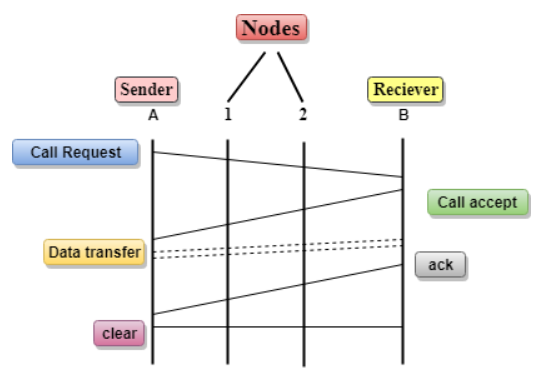 Nodes
Sender
Reciever
A
1
2
B
Call Request
Call accept
Data transfer
ack
clear